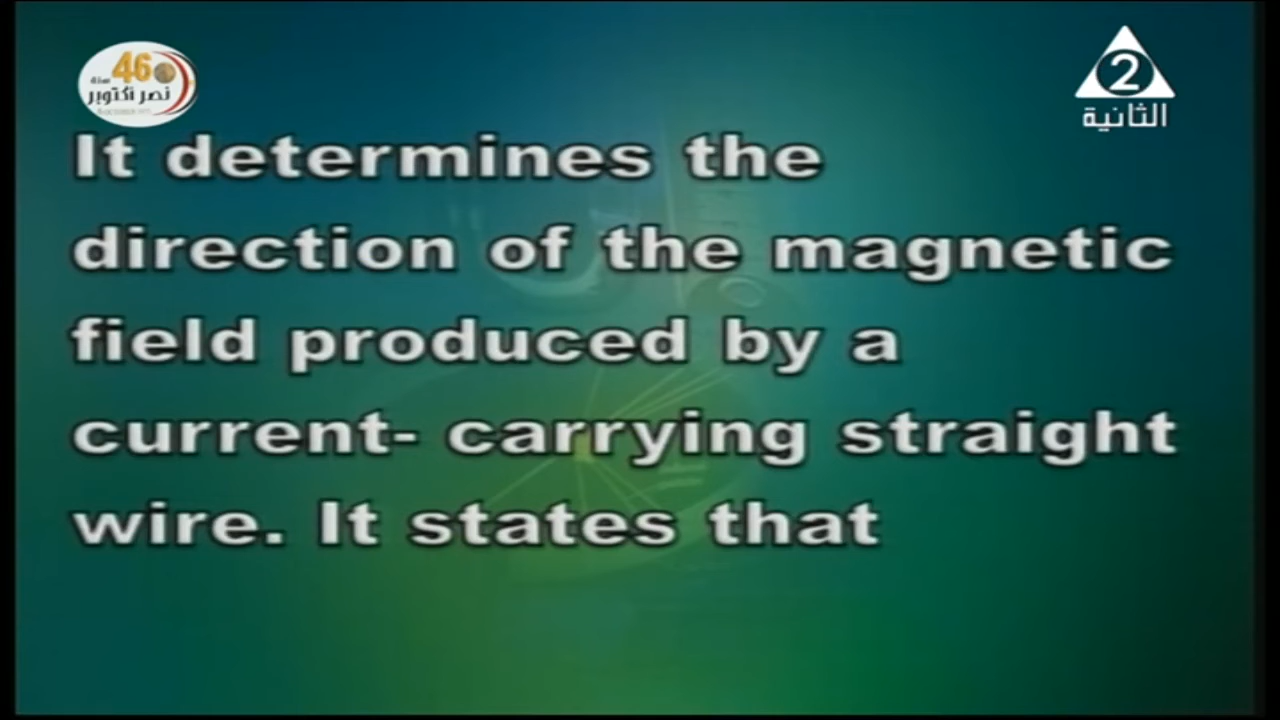 46
سنة
نصر أكتوبر
2
الثانية
It determines the
direction of the magnetic
field produced by a
current- carrying straight
wire. It states that